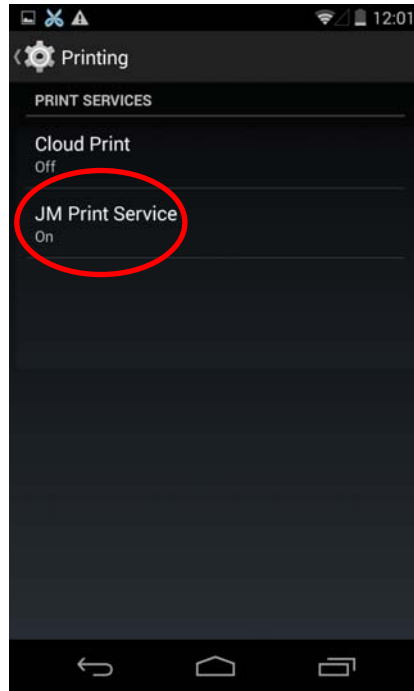 12:01
Printing
PRINT SERVICES
Cloud Print
Off
JM Print Service
On